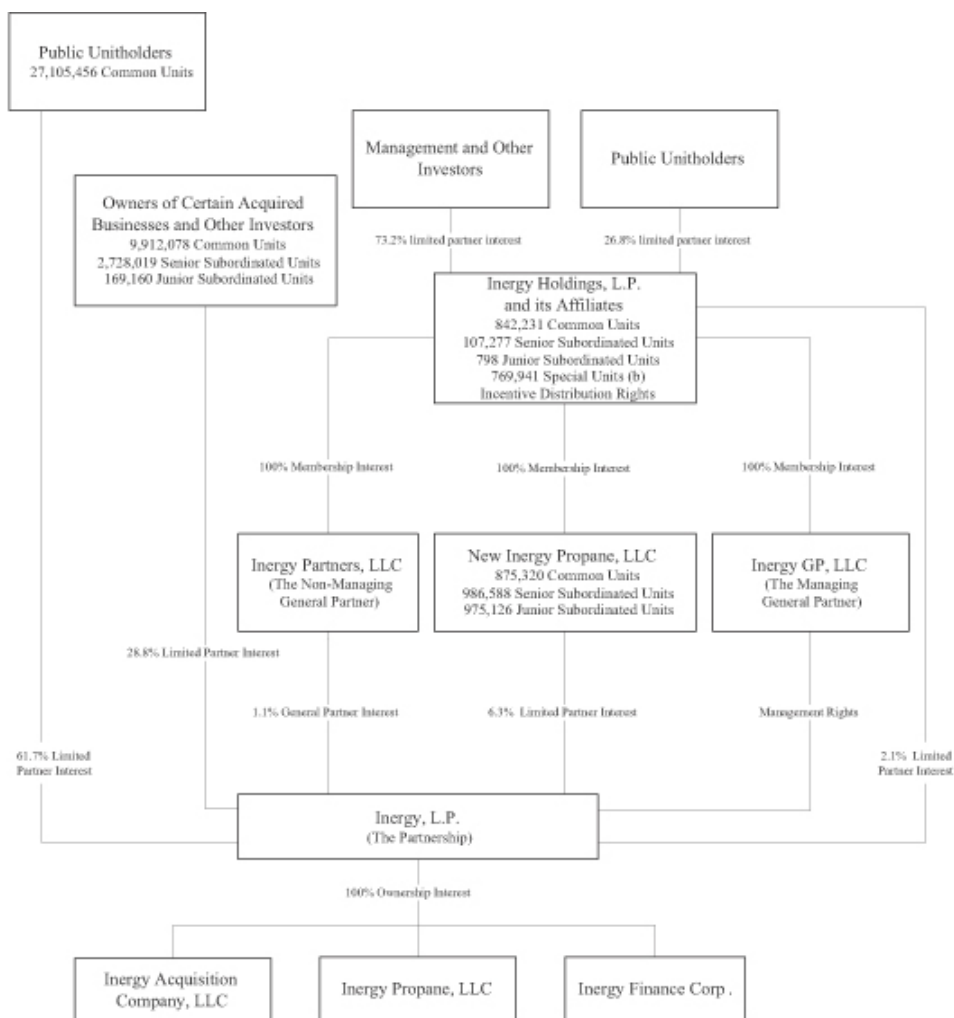 Public Unitholders
27,105,456 Common Units
Management and Other
Investors
Public Unitholders
Owners of Certain Acquired
Businesses and Other Investors
9,912,078 Common Units
2,728,019 Senior Subordinated Units
169,160 Junior Subordinated Units
73.2% limited partner interest
26.8% limited partner interest
Inergy Holdings, L.P.
and its Affiliates
842,231 Common Units
107,277 Senior Subordinated Units
798 Junior Subordinated Units
769,941 Special Units (b)
Incentive Distribution Rights
100% Membership Interest
100% Membership Interest
100% Membership Interest
Inergy Partners, LLC
(The Non-Managing
General Partner)
New Inergy Propane, LLC
875,320 Common Units
986,588 Senior Subordinated Units
975,126 Junior Subordinated Units
Inergy GP, LLC
(The Managing
General Partner)
28.8% Limited Partner Interest
1.1% General Partner Interest
6.3% Limited Partner Interest
Management Rights
61.7% Limited
Partner Interest
2.1% Limited
Partner Interest
Inergy, L.P.
(The Partnership)
100% Ownership Interest
Inergy Acquisition
Company, LLC
Inergy Propane, LLC
Inergy Finance Corp .